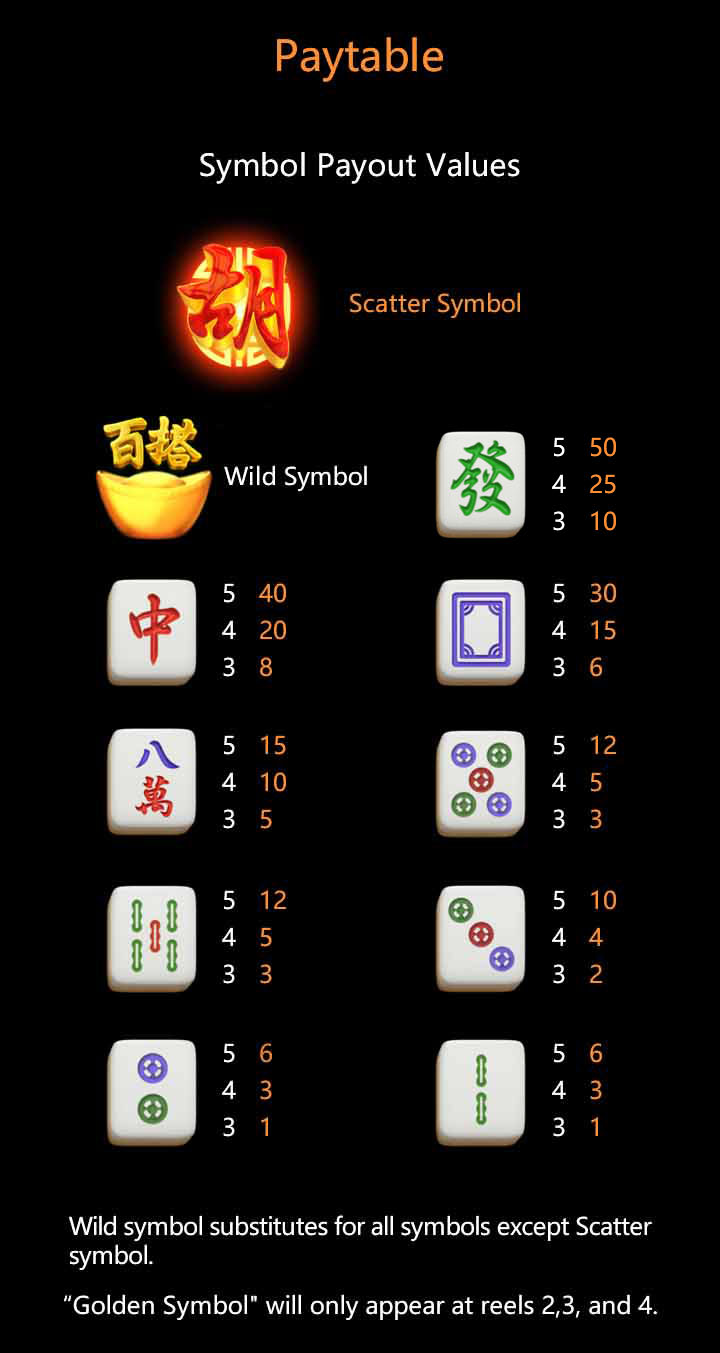 Paytable
Symbol Payout Values
胡
Scatter Symbol
百搭
Wild Symbol
發
5 50
4 25
3 10
中
5 40
4 20
3 8
5 30
4 15
3 6
八
萬
5 15
4 10
3 5
5 12
4 5
3 3
5 12
4 5
3 3
5 10
4 4
3 2
5 6
4 3
3 1
5 6
4 3
3 1
Wild symbol substitutes for all symbols except Scatter
symbol.
“Golden Symbol" will only appear at reels 2,3, and 4.